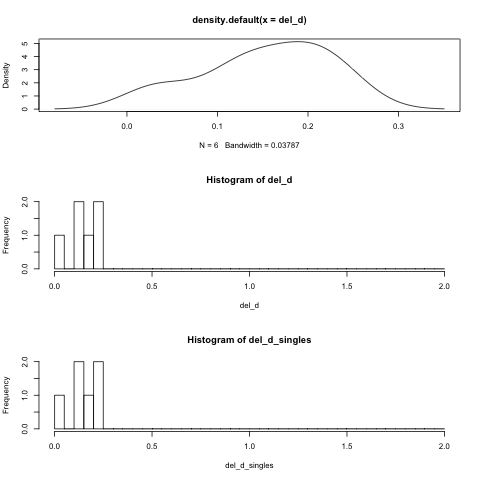 density.default(x = del_d)
Density
0 1 2 3 4 5
0.0 0.1 0.2 0.3
N = 6 Bandwidth = 0.03787
Histogram of del_d
Frequency
0.0 1.0 2.0
0.0 0.5 1.0 1.5 2.0
del_d
Histogram of del_d_singles
Frequency
0.0 1.0 2.0
0.0 0.5 1.0 1.5 2.0
del_d_singles